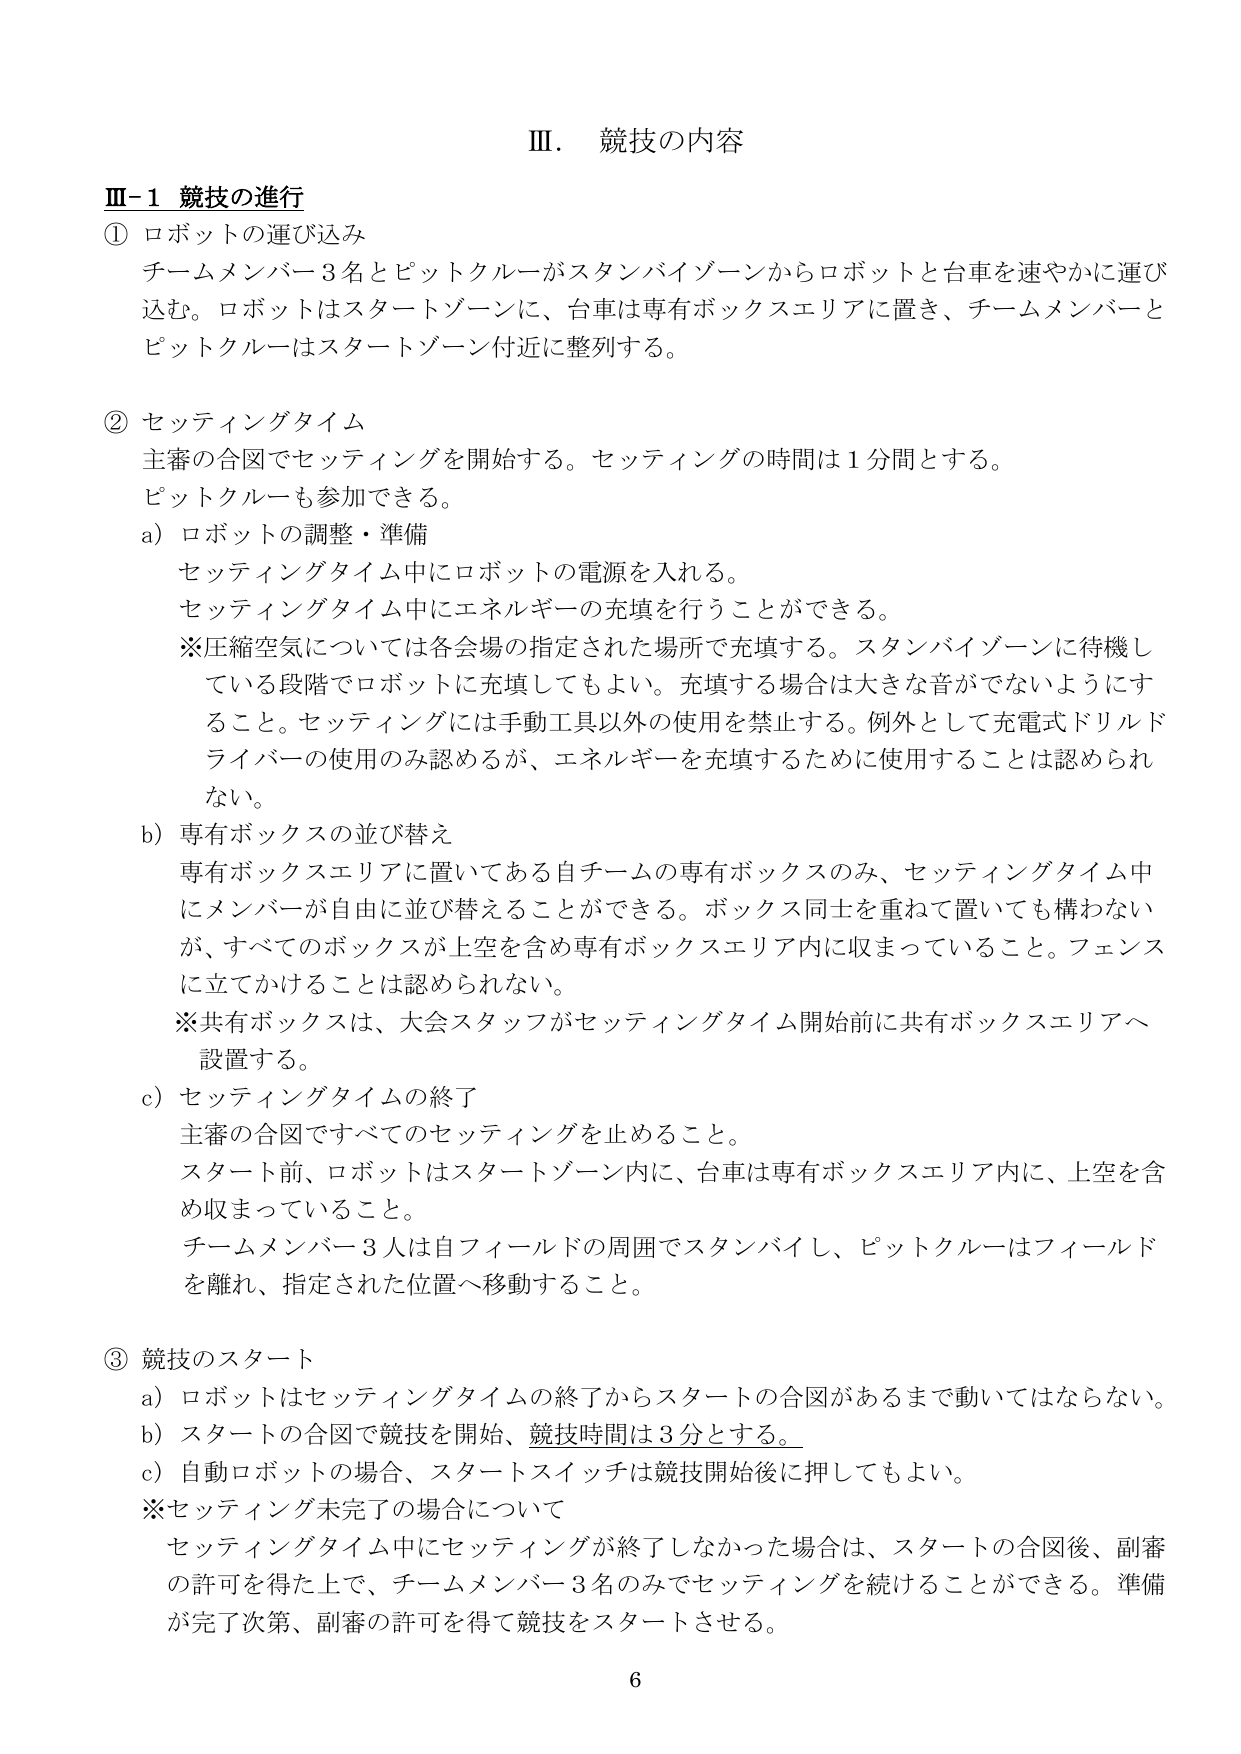 Ⅲ．　競技の内容
Ⅲ-１ 競技の進行
① ロボットの運び込み
チームメンバー３名とピットクルーがスタンバイゾーンからロボットと台車を速やかに運び
込む。ロボットはスタートゾーンに、台車は専有ボックスエリアに置き、チームメンバーと
ピットクルーはスタートゾーン付近に整列する。
② セッティングタイム
主審の合図でセッティングを開始する。セッティングの時間は１分間とする。
ピットクルーも参加できる。
a）ロボットの調整・準備
セッティングタイム中にロボットの電源を入れる。
セッティングタイム中にエネルギーの充填を行うことができる。
※圧縮空気については各会場の指定された場所で充填する。スタンバイゾーンに待機し
ている段階でロボットに充填してもよい。充填する場合は大きな音がでないようにす
ること。セッティングには手動工具以外の使用を禁止する。例外として充電式ドリルド
ライバーの使用のみ認めるが、エネルギーを充填するために使用することは認められ
ない。
b）専有ボックスの並び替え
専有ボックスエリアに置いてある自チームの専有ボックスのみ、セッティングタイム中
にメンバーが自由に並び替えることができる。ボックス同士を重ねて置いても構わない
が、すべてのボックスが上空を含め専有ボックスエリア内に収まっていること。フェンス
に立てかけることは認められない。
※共有ボックスは、大会スタッフがセッティングタイム開始前に共有ボックスエリアへ
設置する。
c）セッティングタイムの終了
主審の合図ですべてのセッティングを止めること。
スタート前、ロボットはスタートゾーン内に、台車は専有ボックスエリア内に、上空を含
め収まっていること。
チームメンバー３人は自フィールドの周囲でスタンバイし、ピットクルーはフィールド
を離れ、指定された位置へ移動すること。
③ 競技のスタート
a）ロボットはセッティングタイムの終了からスタートの合図があるまで動いてはならない。
b）スタートの合図で競技を開始、競技時間は３分とする。
c）自動ロボットの場合、スタートスイッチは競技開始後に押してもよい。
※セッティング未完了の場合について
セッティングタイム中にセッティングが終了しなかった場合は、スタートの合図後、副審
の許可を得た上で、チームメンバー３名のみでセッティングを続けることができる。準備
が完了次第、副審の許可を得て競技をスタートさせる。
6